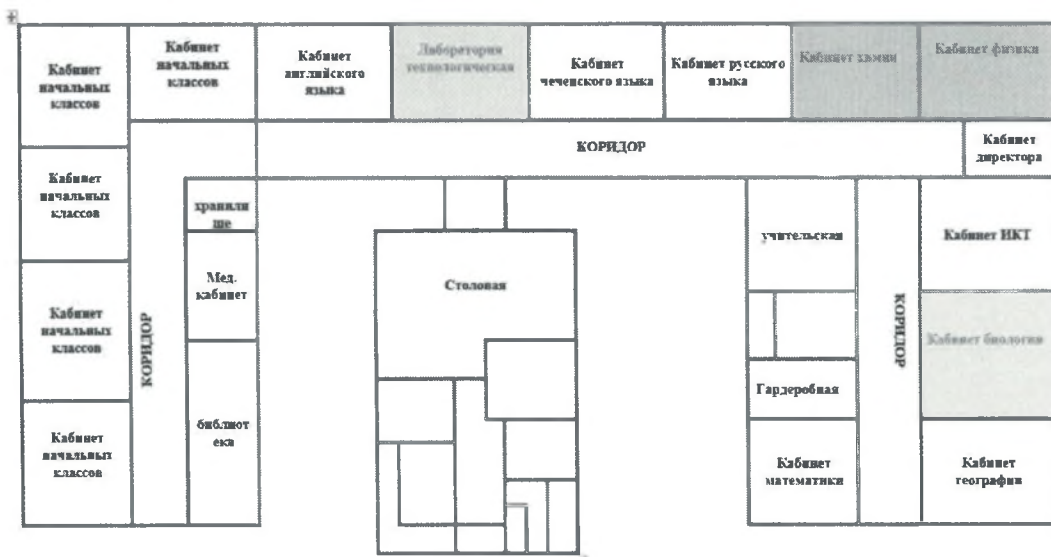 Кабинет
начальных
классов
Кабинет
начальных
классов
Кабинет
английского
языка
Лаборатория
технологическая
Кабинет
чеченского языка
Кабинет русского
языка
Кабинет химии
Кабинет физики
КОРИДОР
Кабинет
директора
Кабинет
начальных
классов
хранили
ше
Мед.
кабинет
Столовая
учительская
Кабинет ИКТ
Кабинет
начальных
классов
КОРИДОР
КОРИДОР
Кабинет биологии
Гардеробная
библиот
ека
Кабинет
начальных
классов
Кабинет
математики
Кабинет
географии